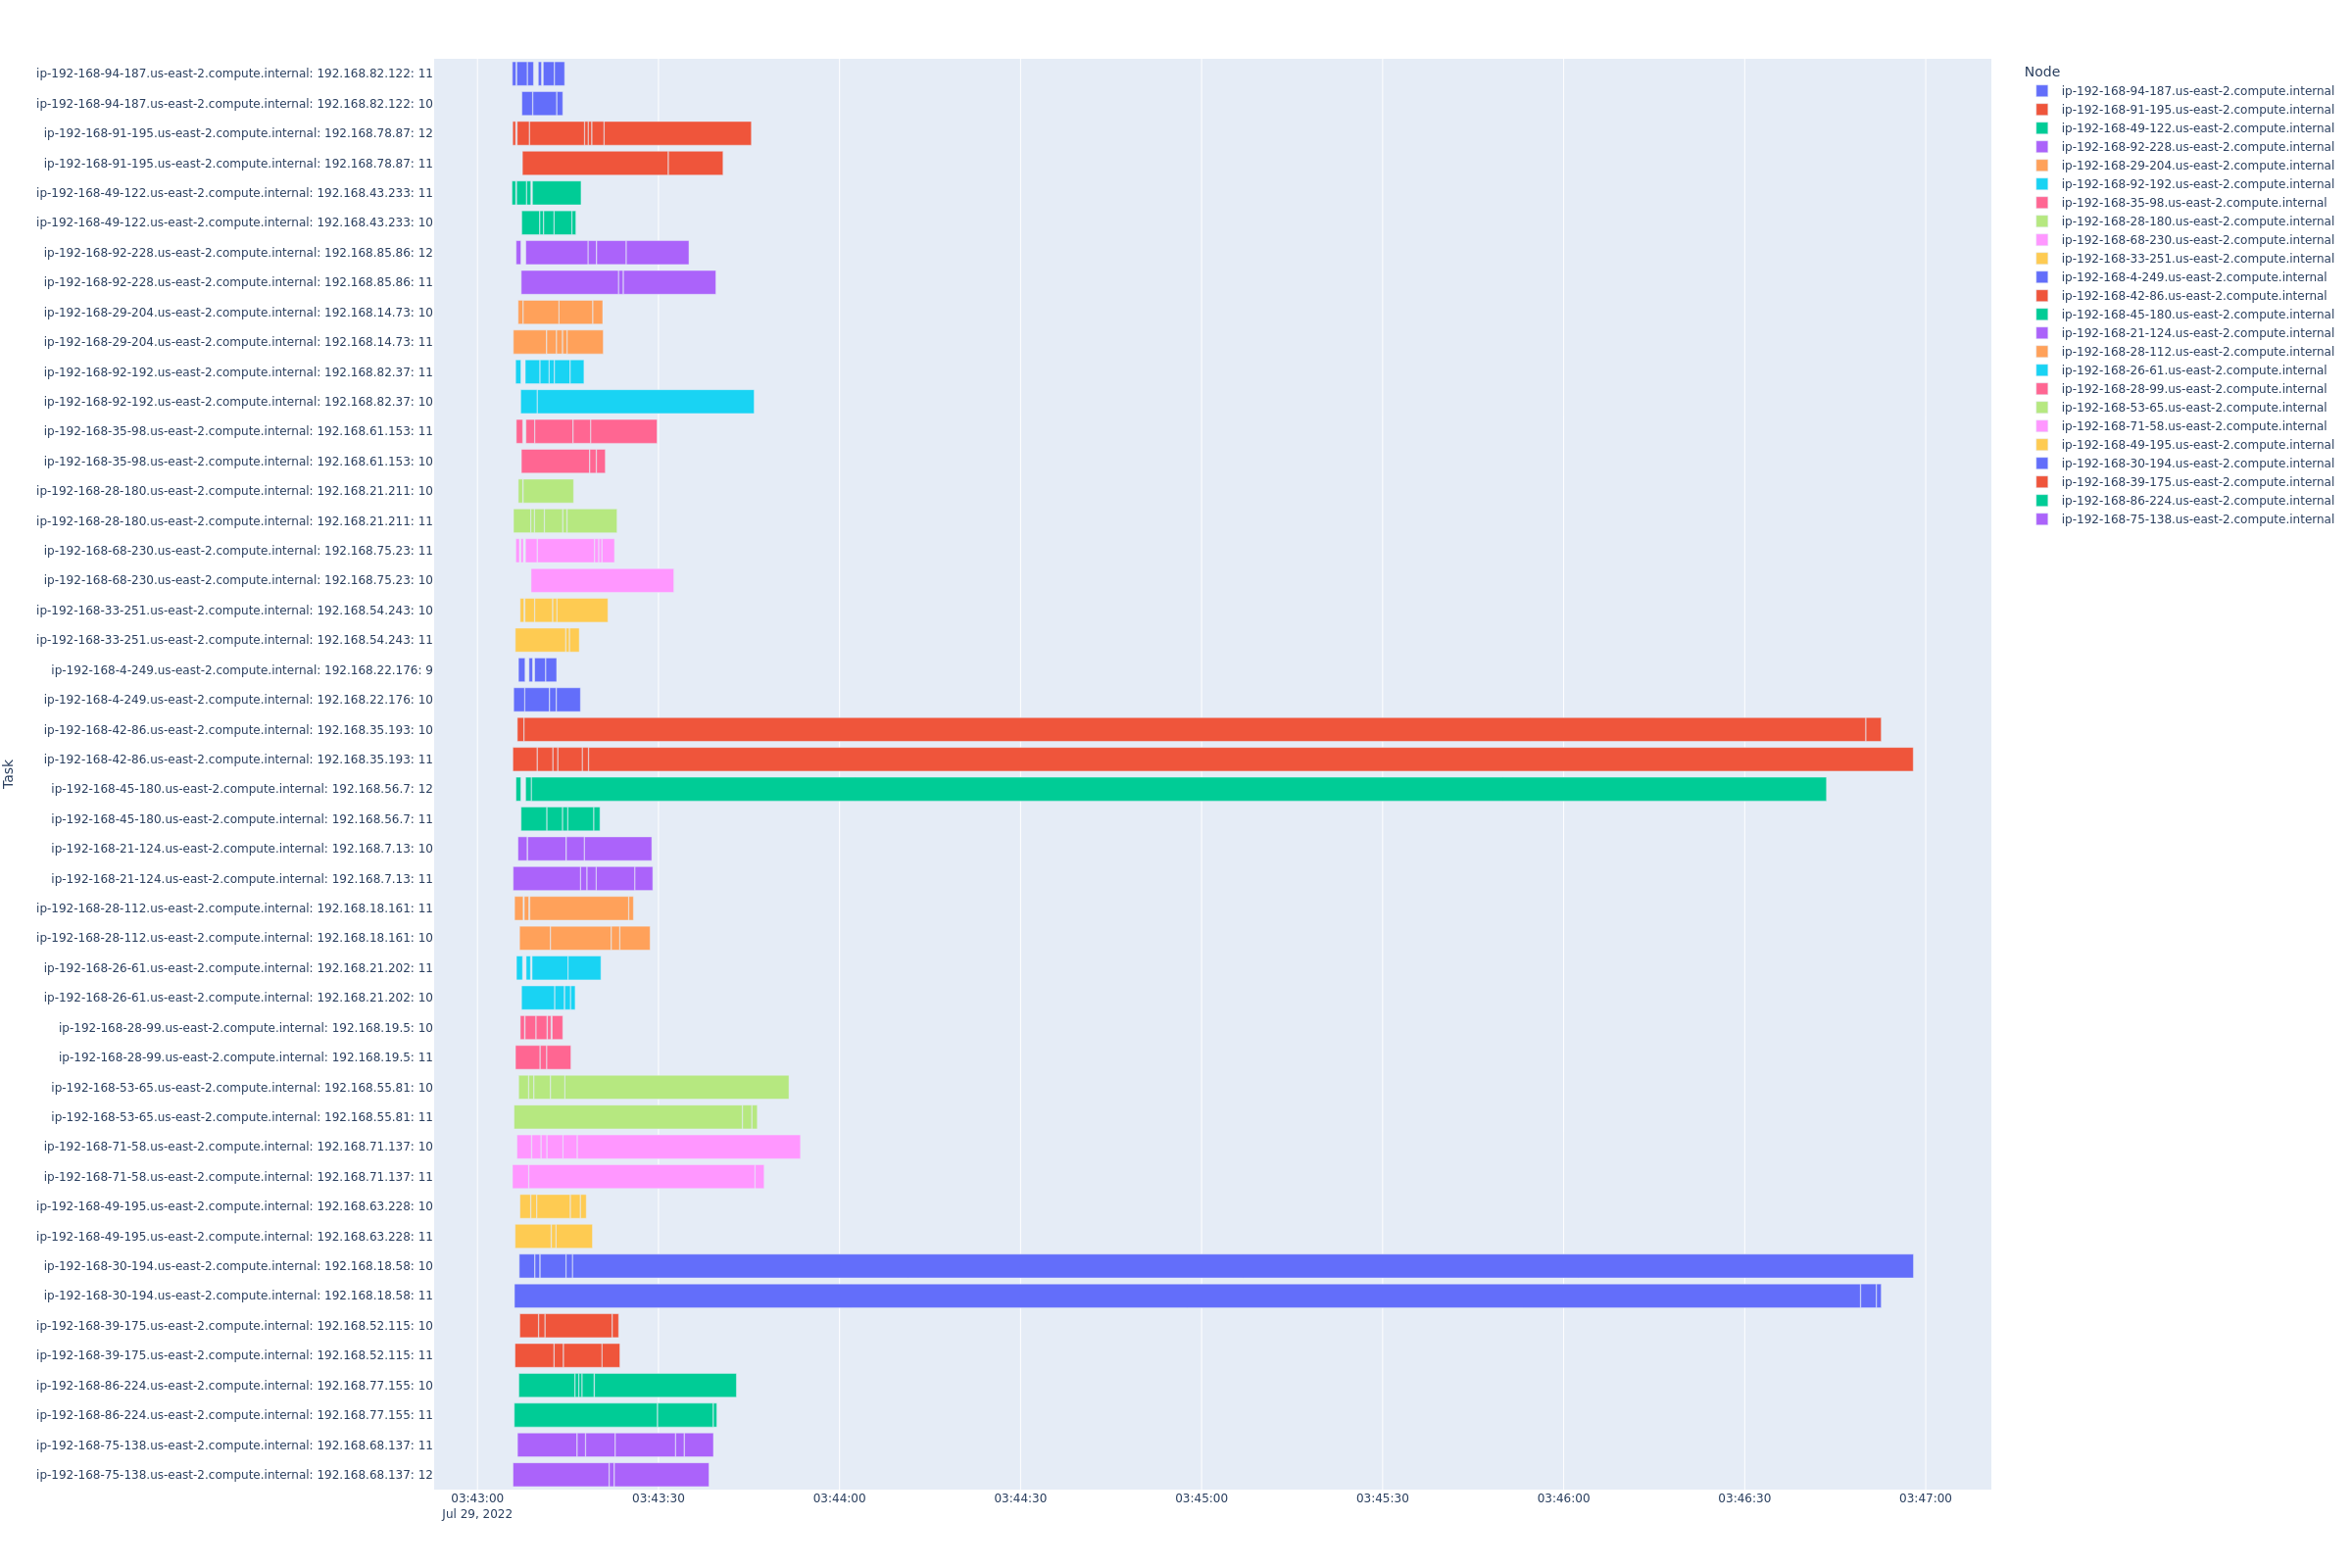 ip-192-168-94-187.us-east-2.compute.internal: 192.168.82.122: 11
ip-192-168-94-187.us-east-2.compute.internal: 192.168.82.122: 10
ip-192-168-91-195.us-east-2.compute.internal: 192.168.78.87: 12
ip-192-168-91-195.us-east-2.compute.internal: 192.168.78.87: 11
ip-192-168-49-122.us-east-2.compute.internal: 192.168.43.233: 11
ip-192-168-49-122.us-east-2.compute.internal: 192.168.43.233: 10
ip-192-168-92-228.us-east-2.compute.internal: 192.168.85.86: 12
ip-192-168-92-228.us-east-2.compute.internal: 192.168.85.86: 11
ip-192-168-29-204.us-east-2.compute.internal: 192.168.14.73: 10
ip-192-168-29-204.us-east-2.compute.internal: 192.168.14.73: 11
ip-192-168-92-192.us-east-2.compute.internal: 192.168.82.37: 11
ip-192-168-92-192.us-east-2.compute.internal: 192.168.82.37: 10
ip-192-168-35-98.us-east-2.compute.internal: 192.168.61.153: 11
ip-192-168-35-98.us-east-2.compute.internal: 192.168.61.153: 10
ip-192-168-28-180.us-east-2.compute.internal: 192.168.21.211: 10
ip-192-168-28-180.us-east-2.compute.internal: 192.168.21.211: 11
ip-192-168-68-230.us-east-2.compute.internal: 192.168.75.23: 11
ip-192-168-68-230.us-east-2.compute.internal: 192.168.75.23: 10
ip-192-168-33-251.us-east-2.compute.internal: 192.168.54.243: 10
ip-192-168-33-251.us-east-2.compute.internal: 192.168.54.243: 11
ip-192-168-4-249.us-east-2.compute.internal: 192.168.22.176: 9
ip-192-168-4-249.us-east-2.compute.internal: 192.168.22.176: 10
ip-192-168-42-86.us-east-2.compute.internal: 192.168.35.193: 10
ip-192-168-42-86.us-east-2.compute.internal: 192.168.35.193: 11
ip-192-168-45-180.us-east-2.compute.internal: 192.168.56.7: 12
ip-192-168-45-180.us-east-2.compute.internal: 192.168.56.7: 11
ip-192-168-21-124.us-east-2.compute.internal: 192.168.7.13: 10
ip-192-168-21-124.us-east-2.compute.internal: 192.168.7.13: 11
ip-192-168-28-112.us-east-2.compute.internal: 192.168.18.161: 11
ip-192-168-28-112.us-east-2.compute.internal: 192.168.18.161: 10
ip-192-168-26-61.us-east-2.compute.internal: 192.168.21.202: 11
ip-192-168-26-61.us-east-2.compute.internal: 192.168.21.202: 10
ip-192-168-28-99.us-east-2.compute.internal: 192.168.19.5: 10
ip-192-168-28-99.us-east-2.compute.internal: 192.168.19.5: 11
ip-192-168-53-65.us-east-2.compute.internal: 192.168.55.81: 10
ip-192-168-53-65.us-east-2.compute.internal: 192.168.55.81: 11
ip-192-168-71-58.us-east-2.compute.internal: 192.168.71.137: 10
ip-192-168-71-58.us-east-2.compute.internal: 192.168.71.137: 11
ip-192-168-49-195.us-east-2.compute.internal: 192.168.63.228: 10
ip-192-168-49-195.us-east-2.compute.internal: 192.168.63.228: 11
ip-192-168-30-194.us-east-2.compute.internal: 192.168.18.58: 10
ip-192-168-30-194.us-east-2.compute.internal: 192.168.18.58: 11
ip-192-168-39-175.us-east-2.compute.internal: 192.168.52.115: 10
ip-192-168-39-175.us-east-2.compute.internal: 192.168.52.115: 11
ip-192-168-86-224.us-east-2.compute.internal: 192.168.77.155: 10
ip-192-168-86-224.us-east-2.compute.internal: 192.168.77.155: 11
ip-192-168-75-138.us-east-2.compute.internal: 192.168.68.137: 11
ip-192-168-75-138.us-east-2.compute.internal: 192.168.68.137: 12
Task
03:43:00 03:43:30 03:44:00 03:44:30 03:45:00 03:45:30 03:46:00 03:46:30 03:47:00
Jul 29, 2022
Node
ip-192-168-94-187.us-east-2.compute.internal
ip-192-168-91-195.us-east-2.compute.internal
ip-192-168-49-122.us-east-2.compute.internal
ip-192-168-92-228.us-east-2.compute.internal
ip-192-168-29-204.us-east-2.compute.internal
ip-192-168-92-192.us-east-2.compute.internal
ip-192-168-35-98.us-east-2.compute.internal
ip-192-168-28-180.us-east-2.compute.internal
ip-192-168-68-230.us-east-2.compute.internal
ip-192-168-33-251.us-east-2.compute.internal
ip-192-168-4-249.us-east-2.compute.internal
ip-192-168-42-86.us-east-2.compute.internal
ip-192-168-45-180.us-east-2.compute.internal
ip-192-168-21-124.us-east-2.compute.internal
ip-192-168-28-112.us-east-2.compute.internal
ip-192-168-26-61.us-east-2.compute.internal
ip-192-168-28-99.us-east-2.compute.internal
ip-192-168-53-65.us-east-2.compute.internal
ip-192-168-71-58.us-east-2.compute.internal
ip-192-168-49-195.us-east-2.compute.internal
ip-192-168-30-194.us-east-2.compute.internal
ip-192-168-39-175.us-east-2.compute.internal
ip-192-168-86-224.us-east-2.compute.internal
ip-192-168-75-138.us-east-2.compute.internal